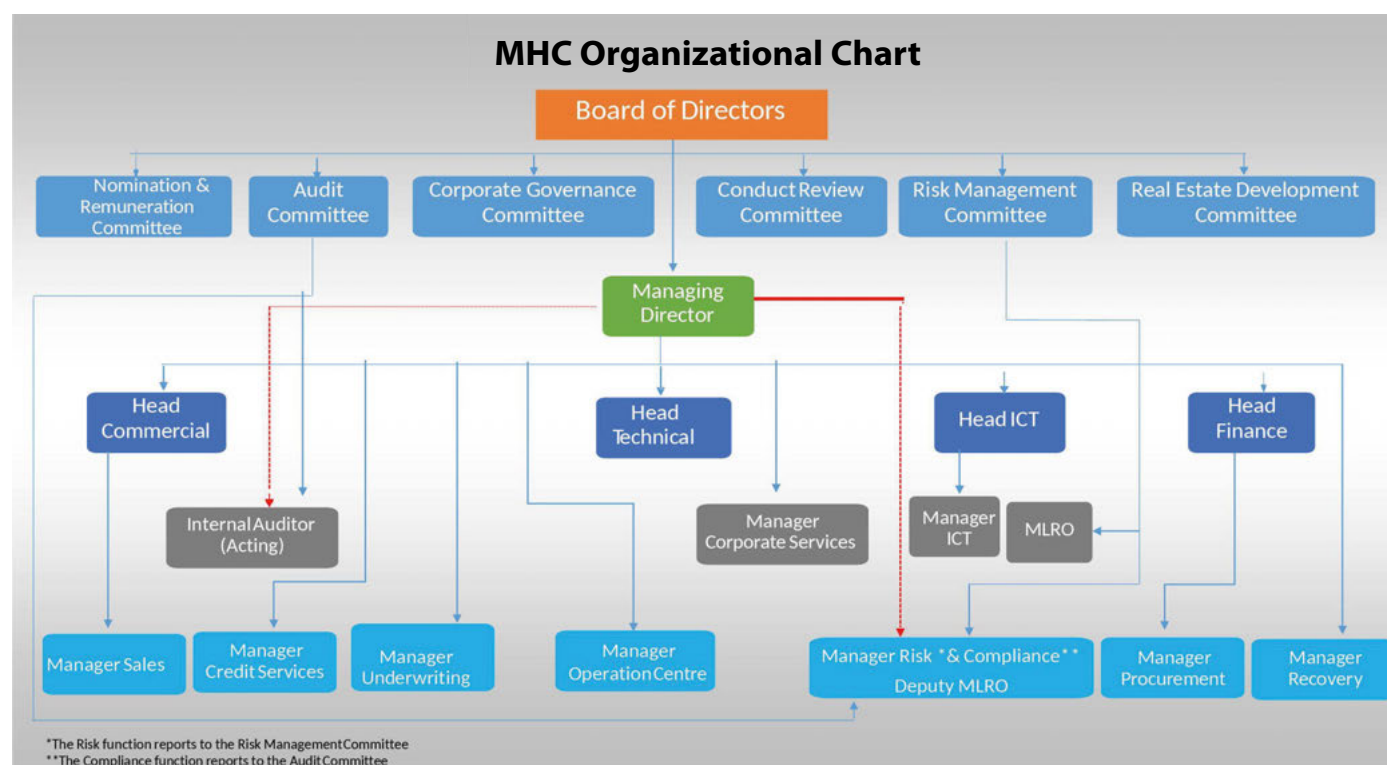 MHC Organizational Chart
Board of Directors
Nomination &
Remuneration
Committee
Audit
Committee
Corporate Governance
Committee
Conduct Review
Committee
Risk Management
Committee
Real Estate Development
Committee
Managing
Director
Head
Commercial
Head
Technical
Head ICT
Head
Finance
Internal Auditor
(Acting)
Manager
Corporate Services
Manager
ICT
MLRO
Manager Sales
Manager
Credit Services
Manager
Underwriting
Manager
Operation Centre
Manager Risk *& Compliance**
Deputy MLRO
Manager
Procurement
Manager
Recovery
*The Risk function reports to the Risk Management Committee
**The Compliance function reports to the Audit Committee